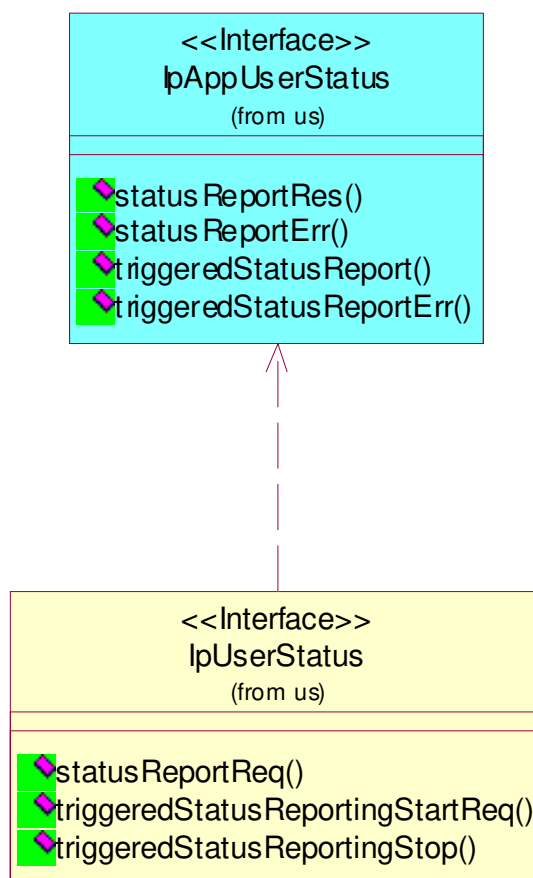 <<Interface>>
IpAppUserStatus
(from us)
statusReportRes()
statusReportErr()
triggeredStatusReport()
triggeredStatusReportErr()
<<Interface>>
IpUserStatus
(from us)
statusReportReq()
triggeredStatusReportingStartReq()
triggeredStatusReportingStop()